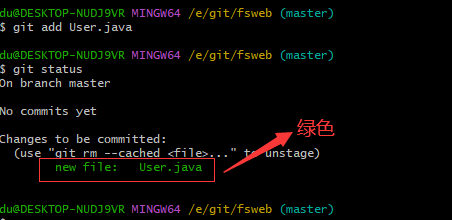 du@DESKTOP-NUDJ9VR MINGW64 /e/git/fsweb (master)
$ git add User.java
du@DESKTOP-NUDJ9VR MINGW64 /e/git/fsweb (master)
$ git status
On branch master
No commits yet
绿色
Changes to be committed:
(use "git rm --cached <file>..." to unstage)
new file: User.java
du@DESKTOP-NUDJ9VR MINGW64 /e/git/fsweb (master)